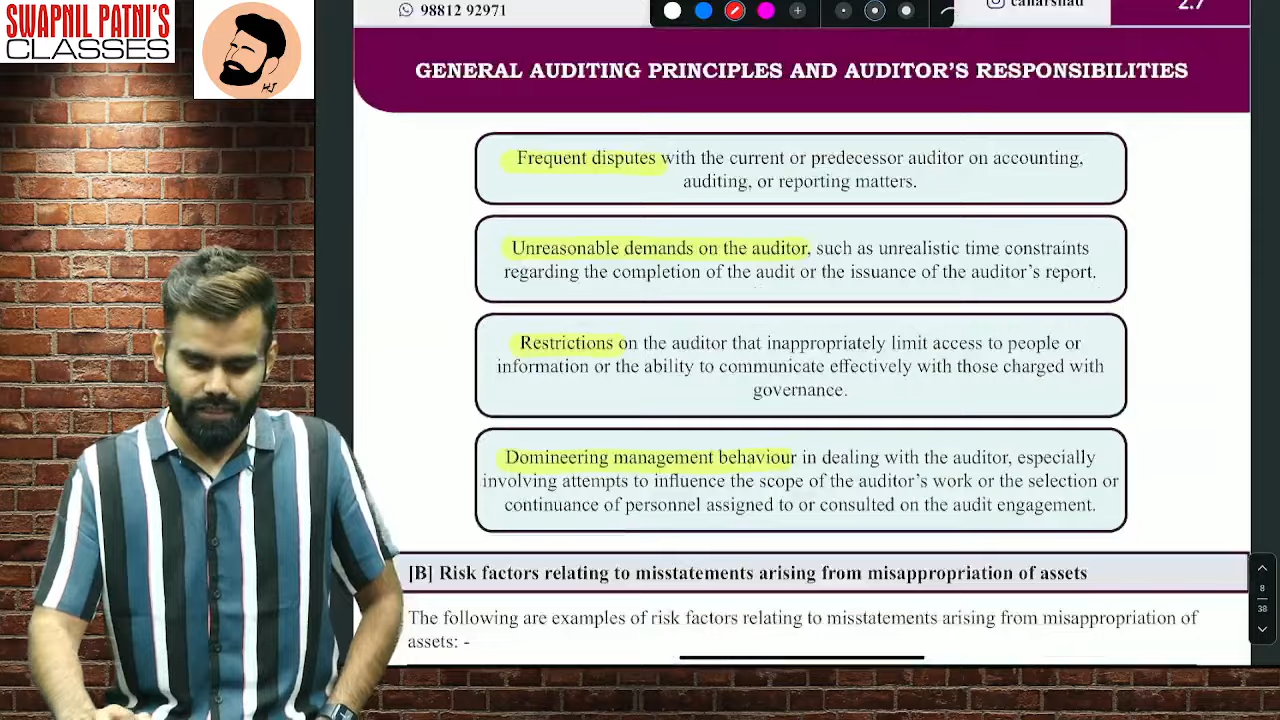 SWAPNIL PATNI'S
CLASSES
HJ
98812 92971
caharshad
2.7
GENERAL AUDITING PRINCIPLES AND AUDITOR'S RESPONSIBILITIES
Frequent disputes with the current or predecessor auditor on accounting,
auditing, or reporting matters.
Unreasonable demands on the auditor, such as unrealistic time constraints
regarding the completion of the audit or the issuance of the auditor's report.
Restrictions on the auditor that inappropriately limit access to people or
information or the ability to communicate effectively with those charged with
governance.
Domineering management behaviour in dealing with the auditor, especially
involving attempts to influence the scope of the auditor's work or the selection or
continuance of personnel assigned to or consulted on the audit engagement.
[B] Risk factors relating to misstatements arising from misappropriation of assets
8
38
The following are examples of risk factors relating to misstatements arising from misappropriation of
assets: -